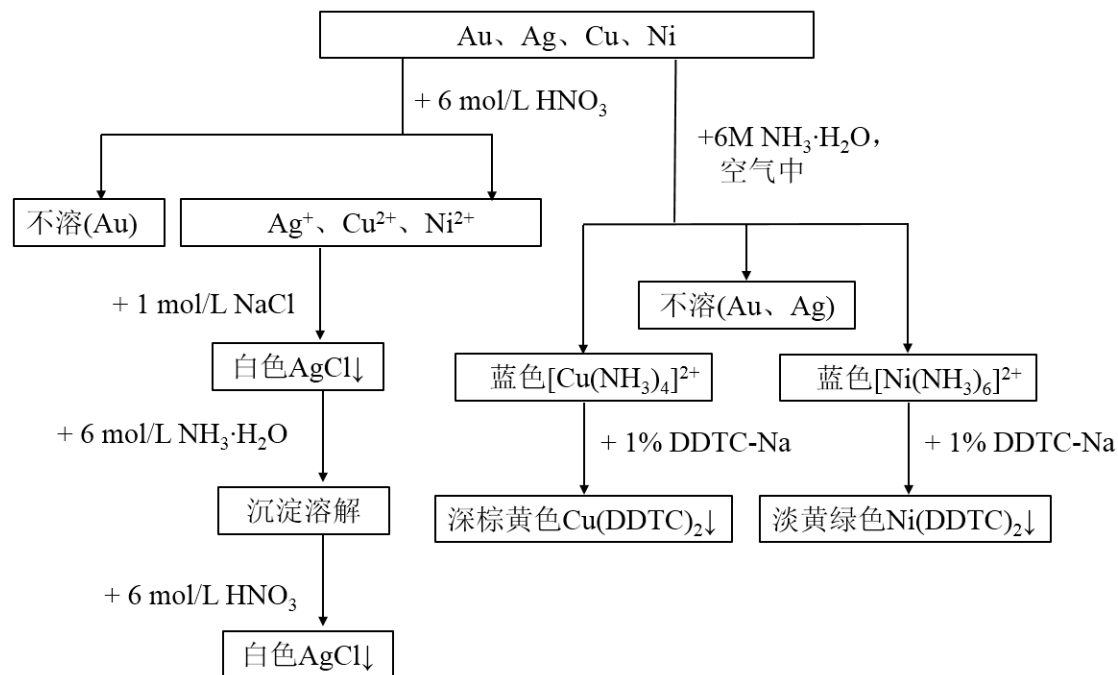 Au、Ag、Cu、Ni
+ 6 mol/L HNO₃
+6M NH₃·H₂O，
空气中
不溶(Au)
Ag⁺、Cu²⁺、Ni²⁺
不溶(Au、Ag)
+ 1 mol/L NaCl
白色AgCl↓
蓝色[Cu(NH₃)₄]²⁺
蓝色[Ni(NH₃)₆]²⁺
+ 6 mol/L NH₃·H₂O
+ 1% DDTC-Na
+ 1% DDTC-Na
沉淀溶解
深棕黄色Cu(DDTC)₂↓
淡黄绿色Ni(DDTC)₂↓
+ 6 mol/L HNO₃
白色AgCl↓